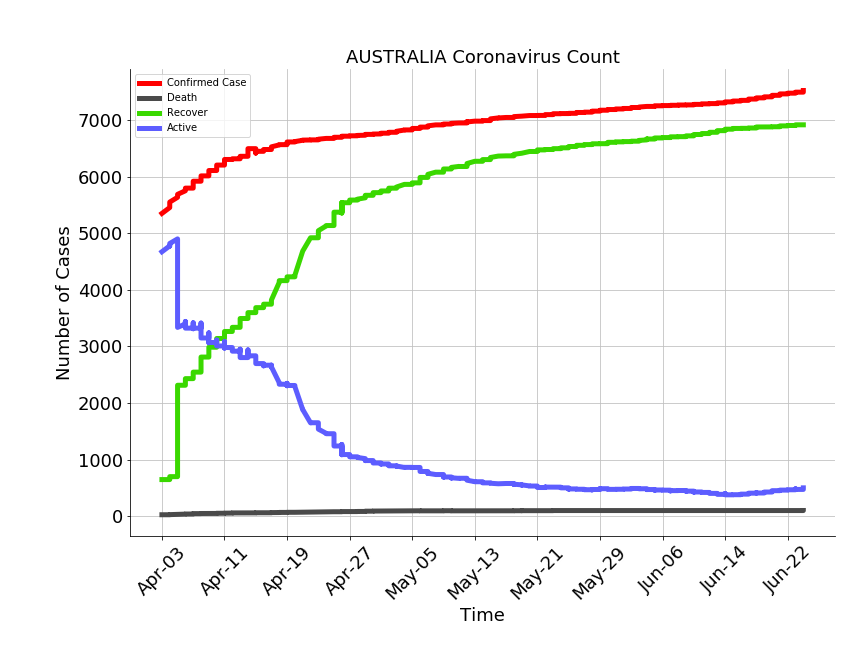 AUSTRALIA Coronavirus Count
Confirmed Case
Death
Recover
Active
Number of Cases
7000
6000
5000
4000
3000
2000
1000
0
Apr-03
Apr-11
Apr-19
Apr-27
May-05
May-13
May-21
May-29
Jun-06
Jun-14
Jun-22
Time